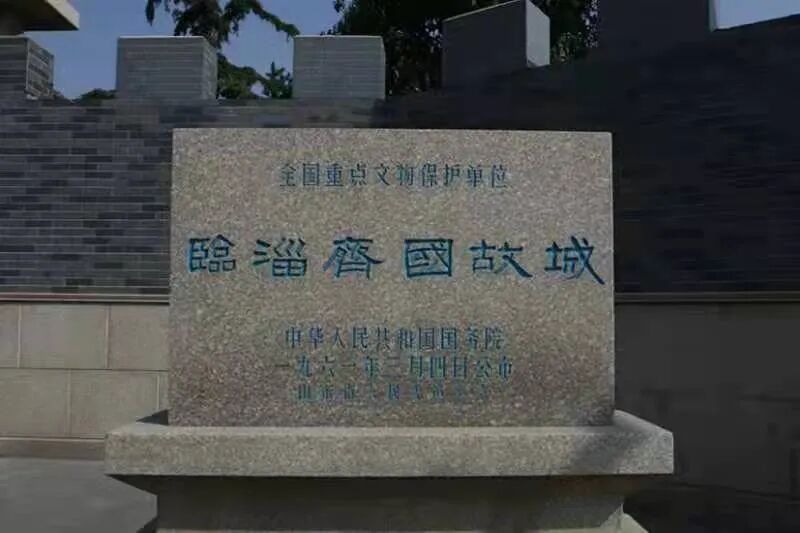 全国重点文物保护单位
臨淄齊國故城
中华人民共和国国务院
一九六一年三月四日公布